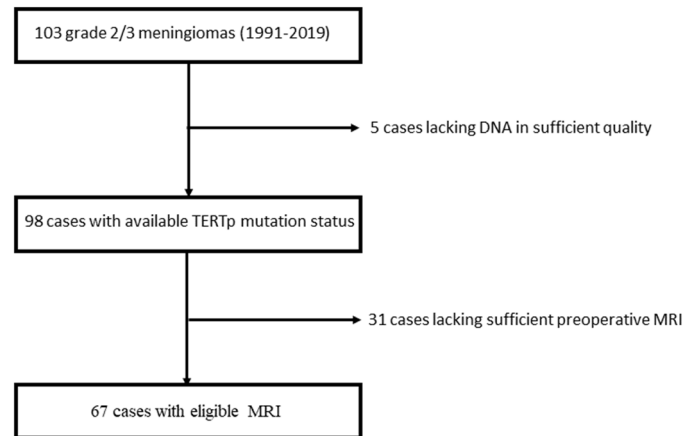 103 grade 2/3 meningiomas (1991-2019)
5 cases lacking DNA in sufficient quality
98 cases with available TERTp mutation status
31 cases lacking sufficient preoperative MRI
67 cases with eligible MRI